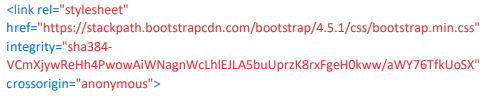 <link rel="stylesheet"
href="https://stackpath.bootstrapcdn.com/bootstrap/4.5.1/css/bootstrap.min.css"
integrity="sha384-
VCmXjywReHh4PwowAiWNagnWcLhlEJLA5buUprzK8rxFgeH0kww/aWY76TfkUoSX"
crossorigin="anonymous">